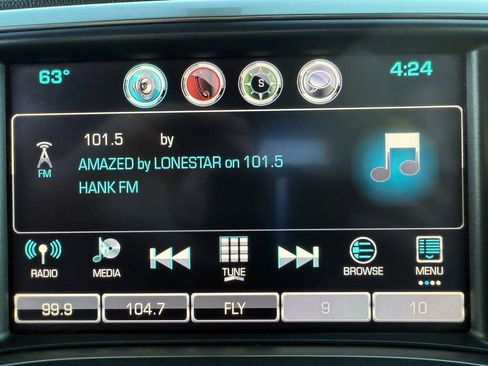 63°
S
4:24
101.5 by
AMAZED by LONESTAR on 101.5
HANK FM
FM
RADIO MEDIA TUNE BROWSE MENU
99.9 104.7 FLY 9 10